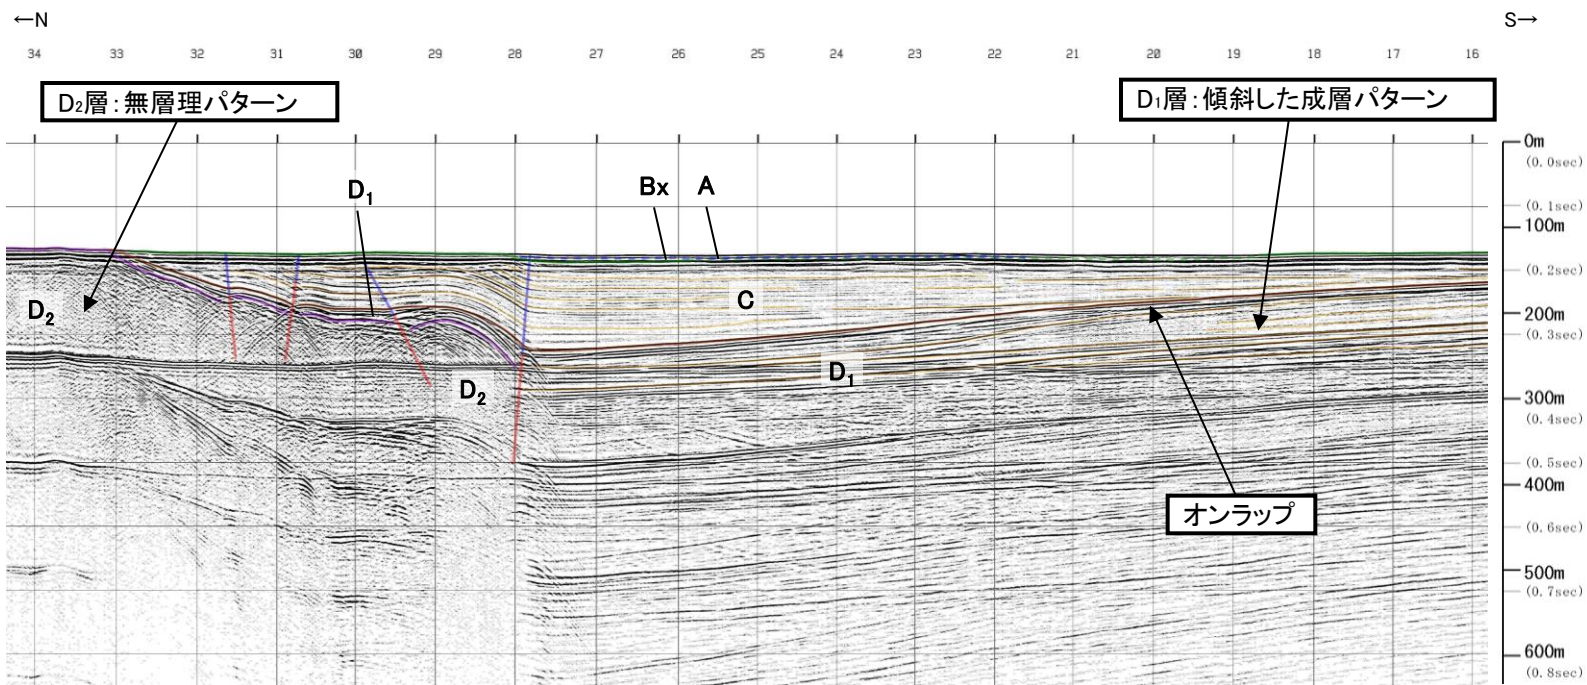 ←N
S→
34 33 32 31 30 29 28 27 26 25 24 23 22 21 20 19 18 17 16
D₂層：無層理パターン
D₁層：傾斜した成層パターン
0m
(0.0sec)
D₁
Bx
A
(0.1sec)
100m
(0.2sec)
D₂
C
200m
(0.3sec)
D₁
D₂
300m
(0.4sec)
(0.5sec)
400m
オンラップ
(0.6sec)
500m
(0.7sec)
600m
(0.8sec)